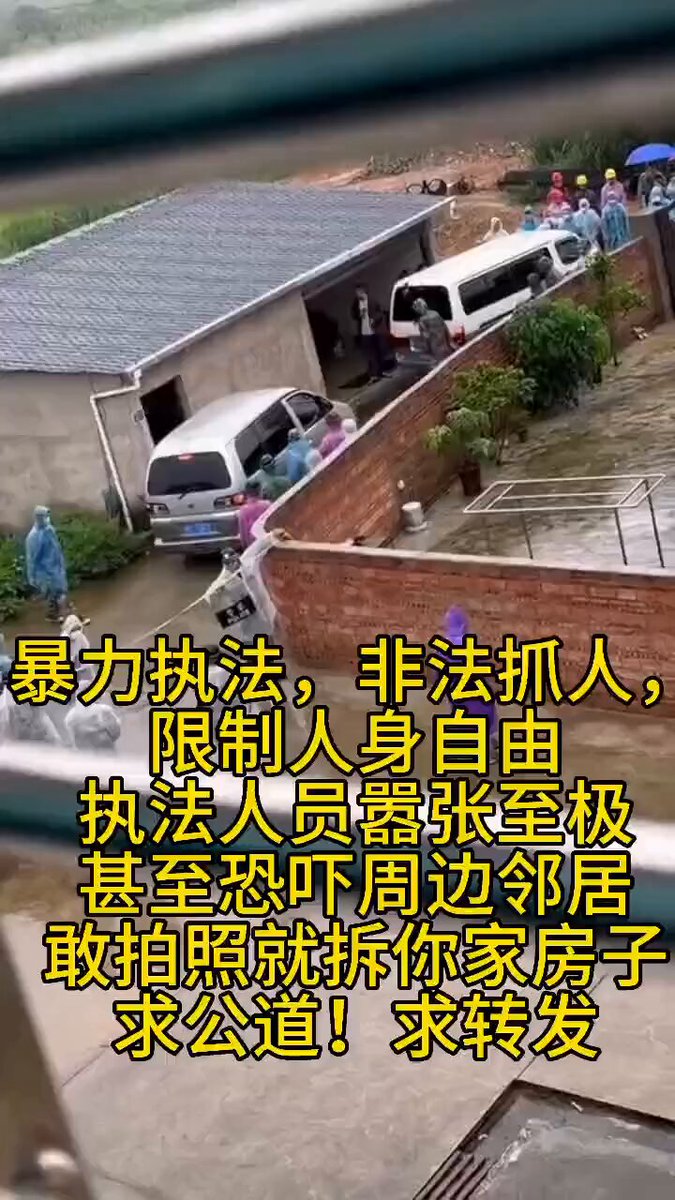 暴力执法，非法抓人，
限制人身自由
执法人员嚣张至极
甚至恐吓周边邻居
敢拍照就拆你家房子
求公道！求转发